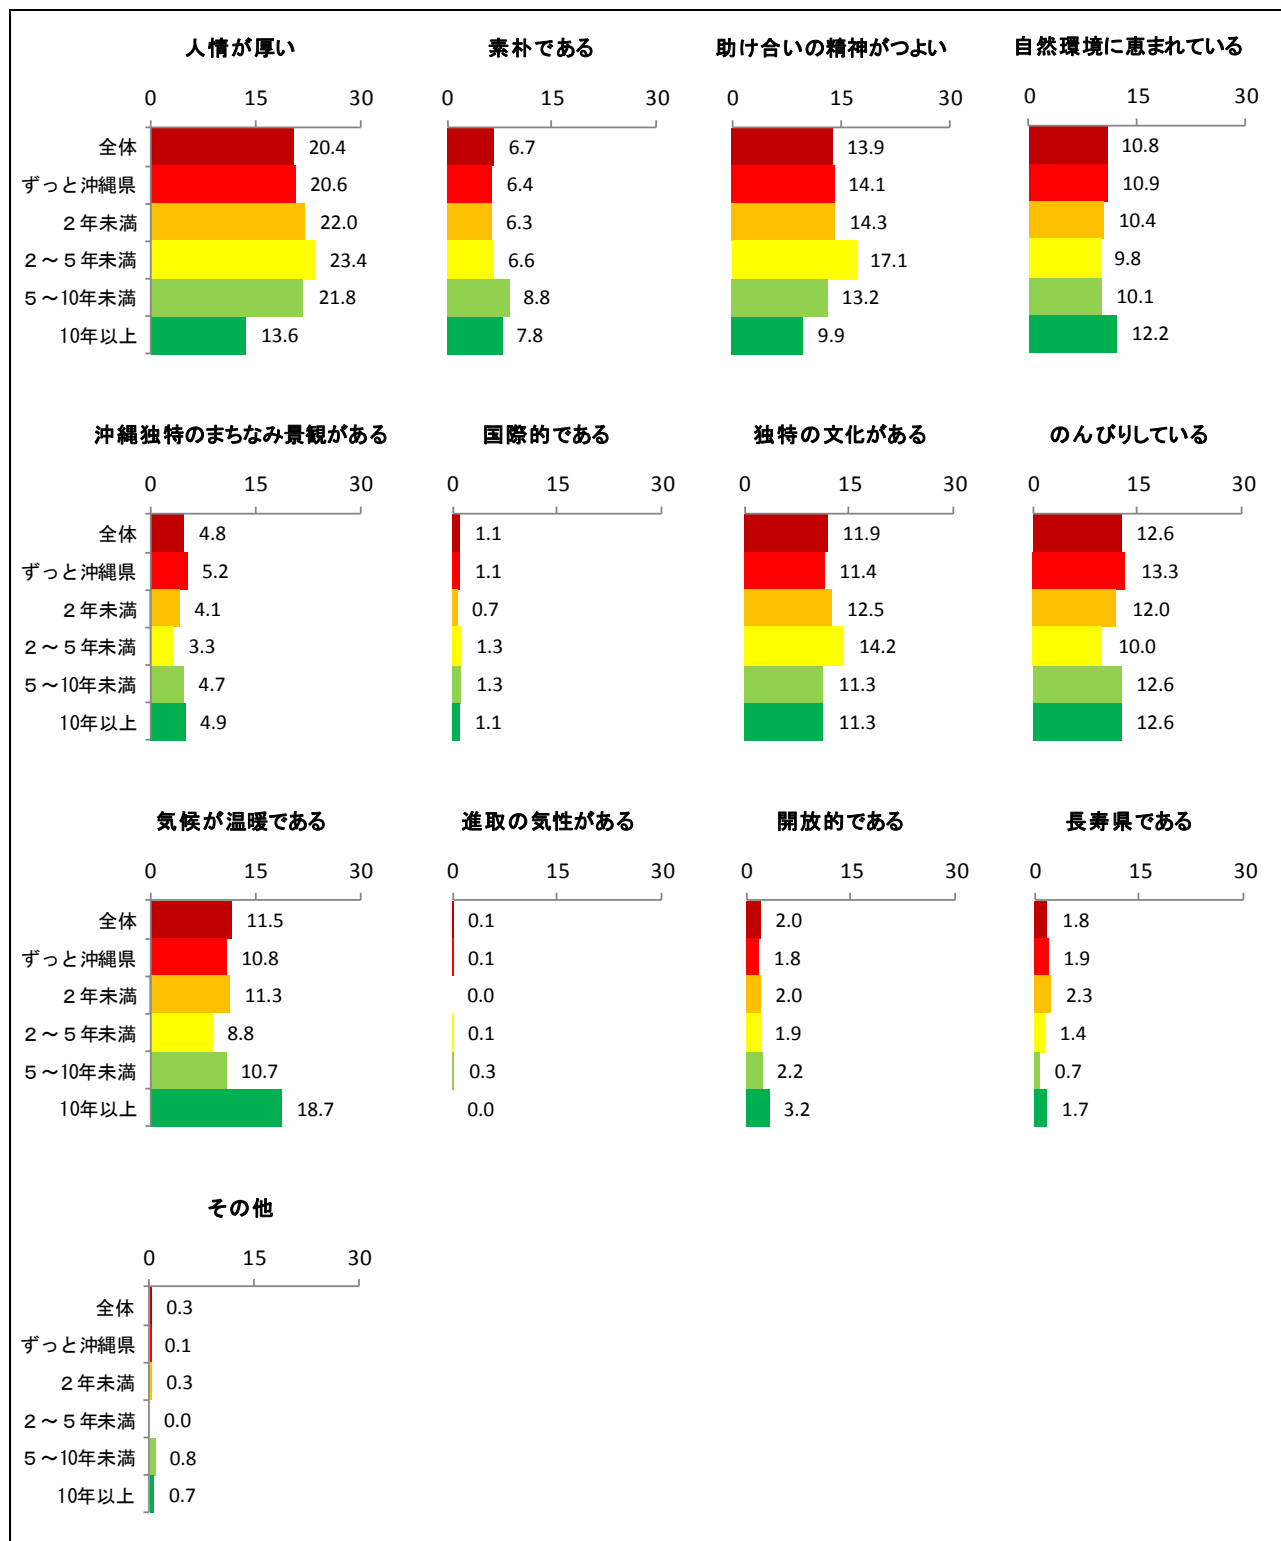 人情が厚い 素朴である 助け合いの精神がつよい 自然環境に恵まれている
0 15 30 0 15 30 0 15 30 0 15 30
全体 20.4 6.7 13.9 10.8
ずっと沖縄県 20.6 6.4 14.1 10.9
２年未満 22.0 6.3 14.3 10.4
２～５年未満 23.4 6.6 17.1 9.8
５～10年未満 21.8 8.8 13.2 10.1
10年以上 13.6 7.8 9.9 12.2
沖縄独特のまちなみ景観がある 国際的である 独特の文化がある のんびりしている
0 15 30 0 15 30 0 15 30 0 15 30
全体 4.8 1.1 11.9 12.6
ずっと沖縄県 5.2 1.1 11.4 13.3
２年未満 4.1 0.7 12.5 12.0
２～５年未満 3.3 1.3 14.2 10.0
５～10年未満 4.7 1.3 11.3 12.6
10年以上 4.9 1.1 11.3 12.6
気候が温暖である 進取の気性がある 開放的である 長寿県である
0 15 30 0 15 30 0 15 30 0 15 30
全体 11.5 0.1 2.0 1.8
ずっと沖縄県 10.8 0.1 1.8 1.9
２年未満 11.3 0.0 2.0 2.3
２～５年未満 8.8 0.1 1.9 1.4
５～10年未満 10.7 0.3 2.2 0.7
10年以上 18.7 0.0 3.2 1.7
その他
0 15 30
全体 0.3
ずっと沖縄県 0.1
２年未満 0.3
２～５年未満 0.0
５～10年未満 0.8
10年以上 0.7